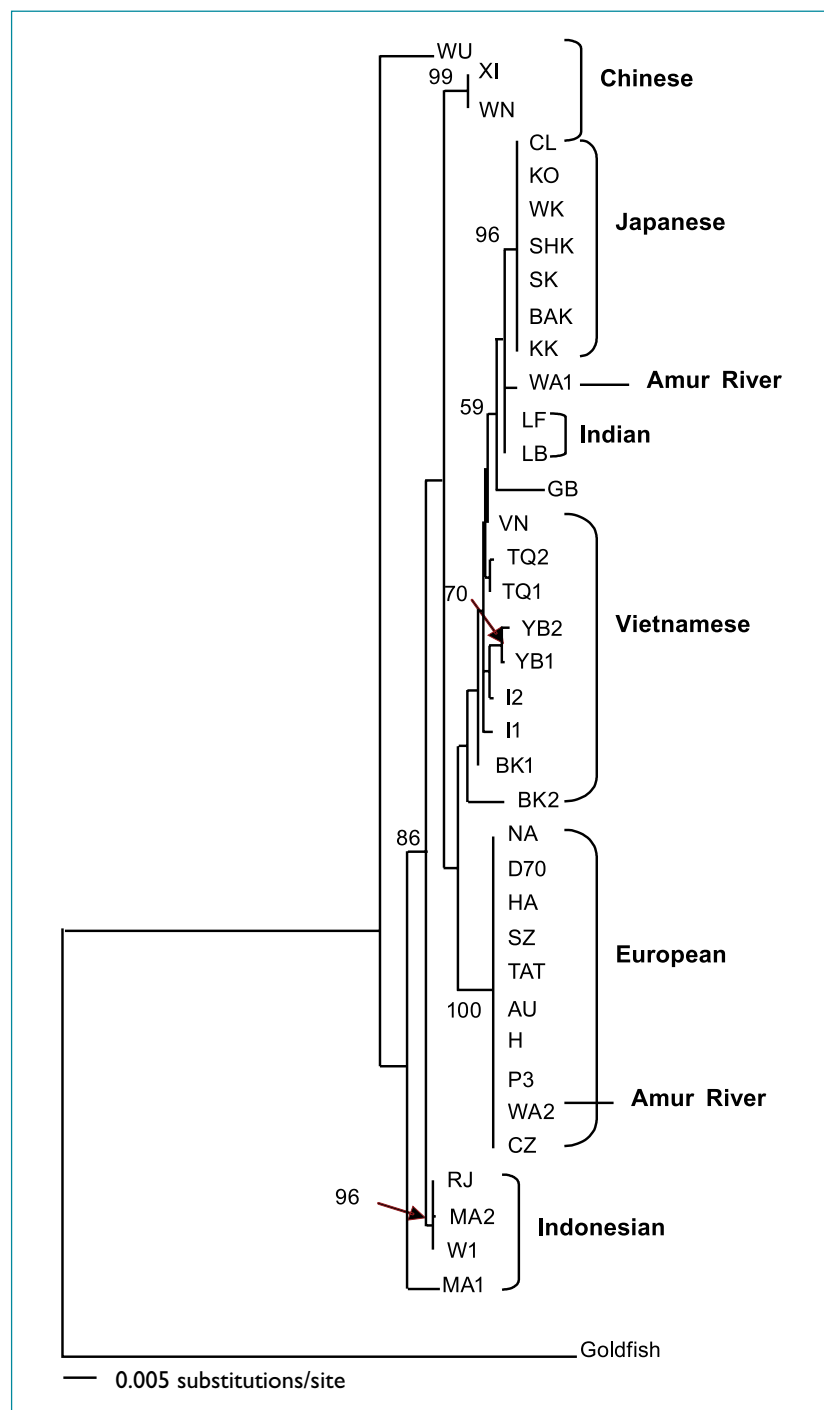 WU
XI
99
Chinese
WN
CL
KO
WK
Japanese
96
SHK
SK
BAK
KK
WA1
Amur River
59
LF
Indian
LB
GB
VN
TQ2
TQ1
70
YB2
Vietnamese
YB1
I2
I1
BK1
BK2
NA
86
D70
HA
SZ
European
TAT
100
AU
H
P3
WA2
Amur River
CZ
RJ
96
MA2
Indonesian
W1
MA1
Goldfish
0.005 substitutions/site